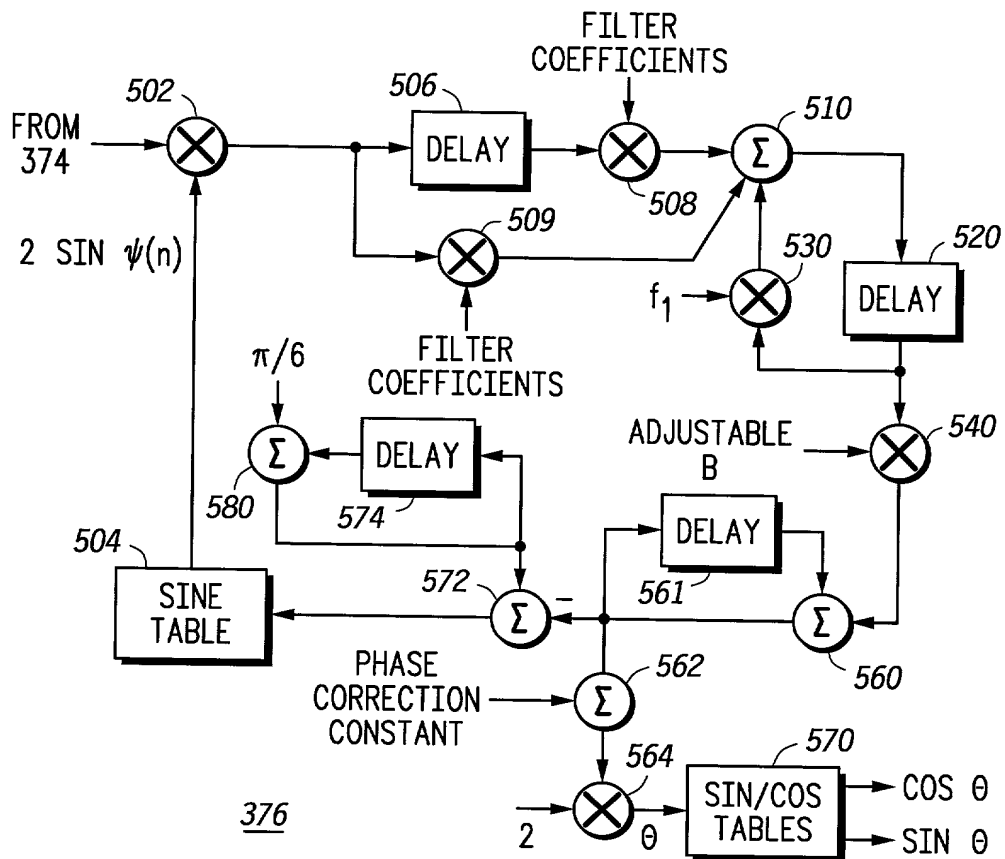 FILTER
COEFFICIENTS
502
506
510
FROM
374
DELAY
Σ
508
509
2 SIN ψ(n)
530
520
f1
DELAY
FILTER
COEFFICIENTS
π/6
540
ADJUSTABLE
B
Σ
DELAY
580
574
DELAY
504
572
561
SINE
TABLE
Σ
−
Σ
562
560
PHASE
CORRECTION
CONSTANT
Σ
564
570
SIN/COS
TABLES
COS θ
SIN θ
376
2
θ